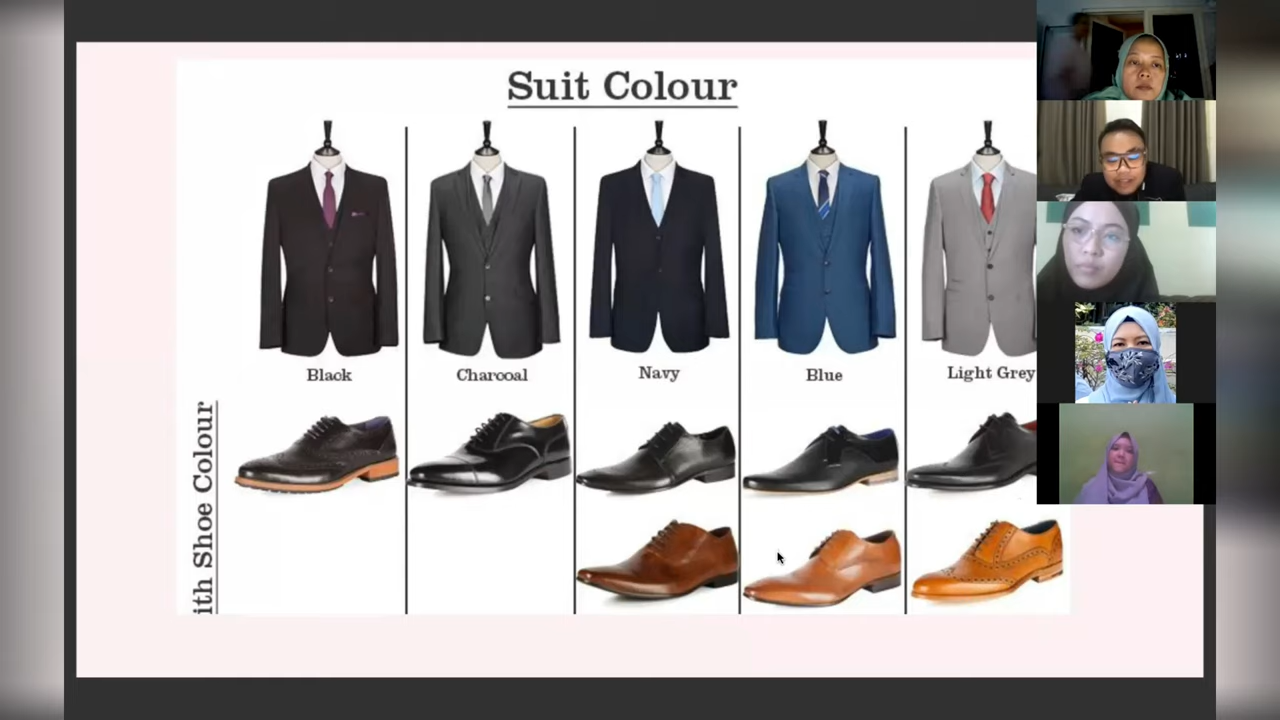 Suit Colour
Black
Charcoal
Navy
Blue
Light Grey
ith Shoe Colour